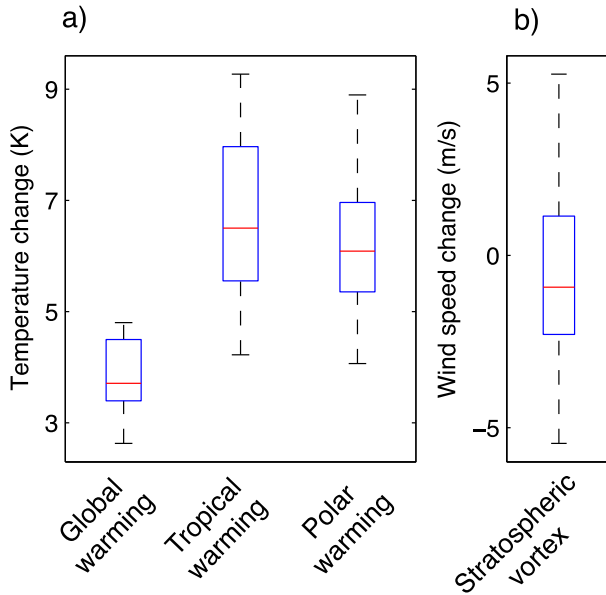 a)
b)
Temperature change (K)
9
7
5
3
Global
warming
Tropical
warming
Polar
warming
Wind speed change (m/s)
5
0
−5
Stratospheric
vortex